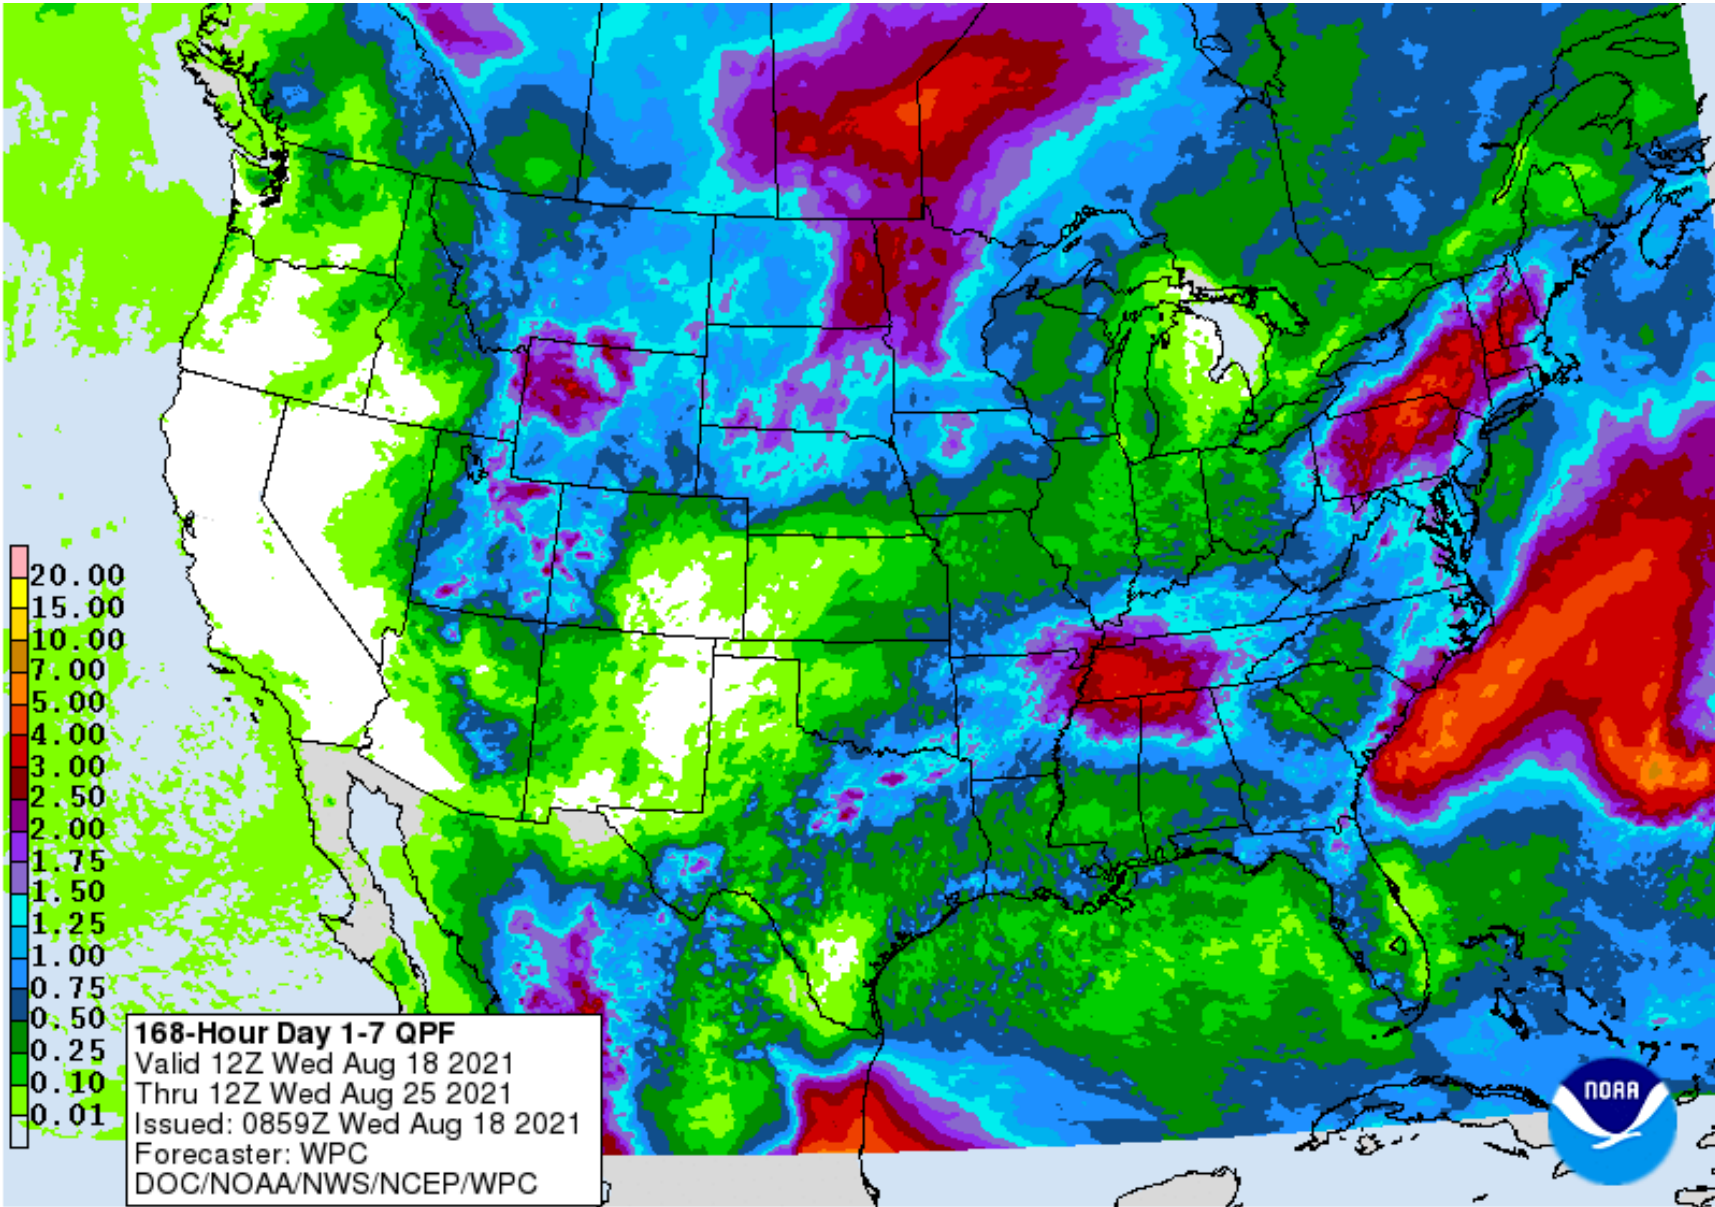 20.00
15.00
10.00
7.00
5.00
4.00
3.00
2.50
2.00
1.75
1.50
1.25
1.00
0.75
0.50
0.25
0.10
0.01
168-Hour Day 1-7 QPF
Valid 12Z Wed Aug 18 2021
Thru 12Z Wed Aug 25 2021
Issued: 0859Z Wed Aug 18 2021
Forecaster: WPC
DOC/NOAA/NWS/NCEP/WPC
NOAA